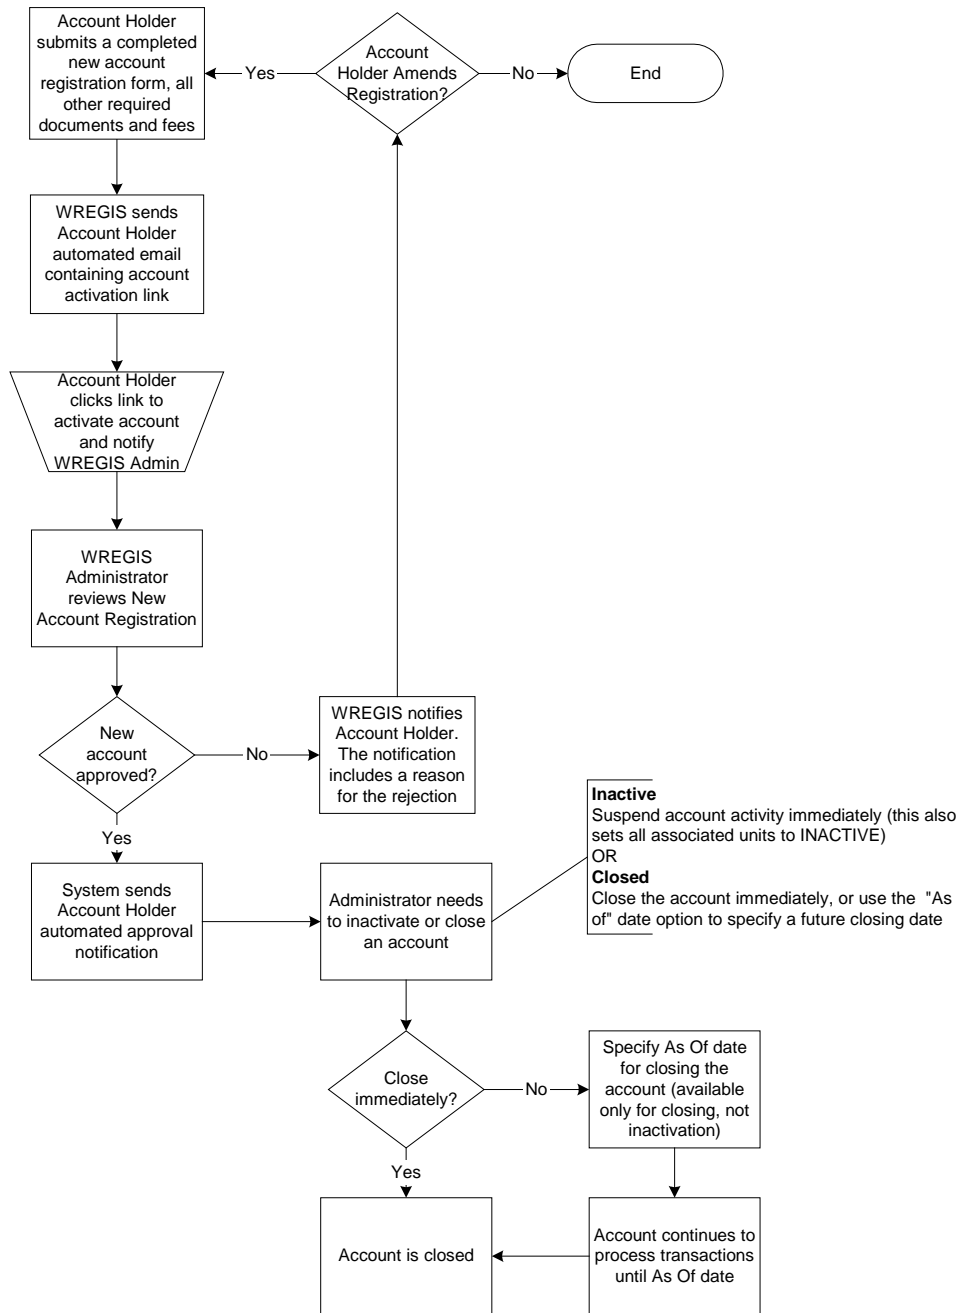 Account Holder
submits a completed
new account
registration form, all
other required
documents and fees
Yes
Account
Holder Amends
Registration?
No
End
WREGIS sends
Account Holder
automated email
containing account
activation link
Account Holder
clicks link to
activate account
and notify
WREGIS Admin
WREGIS
Administrator
reviews New
Account Registration
New
account
approved?
No
WREGIS notifies
Account Holder.
The notification
includes a reason
for the rejection
Yes
Inactive
Suspend account activity immediately (this also
sets all associated units to INACTIVE)
OR
Closed
Close the account immediately, or use the "As
of" date option to specify a future closing date
System sends
Account Holder
automated approval
notification
Administrator needs
to inactivate or close
an account
Close
immediately?
No
Specify As Of date
for closing the
account (available
only for closing, not
inactivation)
Yes
Account is closed
Account continues to
process transactions
until As Of date